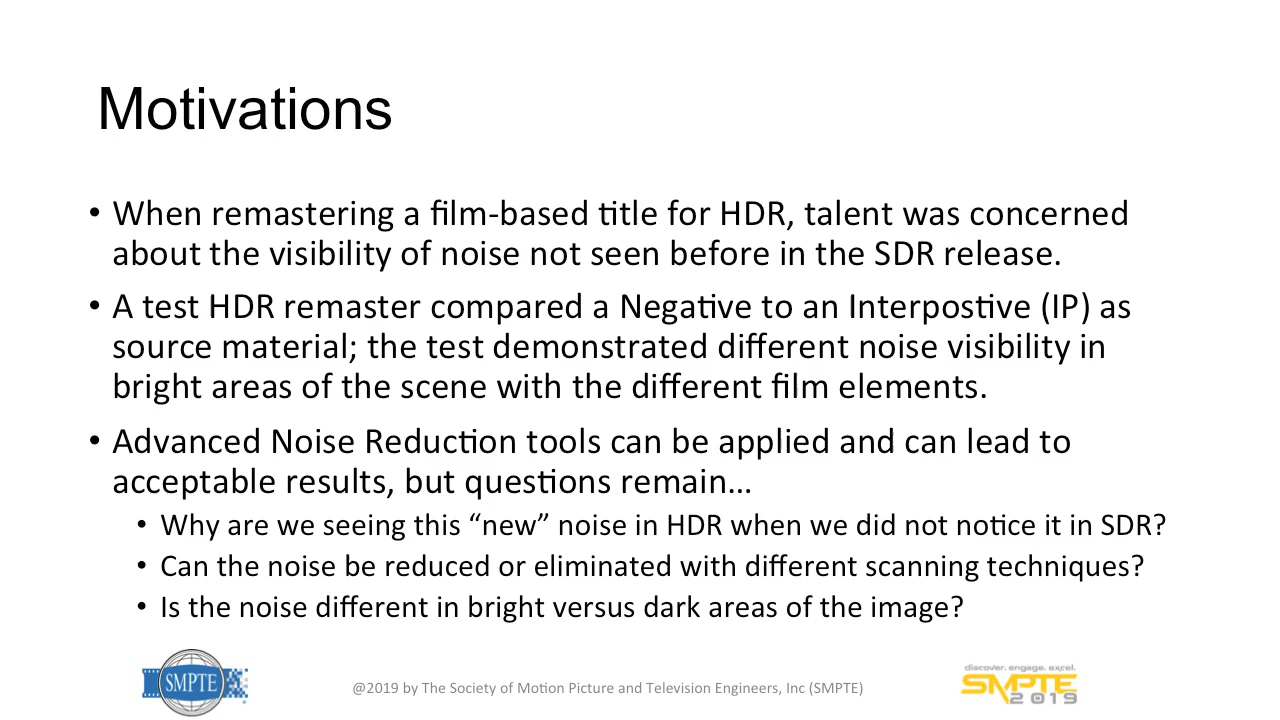 Motivations
• When remastering a film-based title for HDR, talent was concerned
about the visibility of noise not seen before in the SDR release.
• A test HDR remaster compared a Negative to an Interpostive (IP) as
source material; the test demonstrated different noise visibility in
bright areas of the scene with the different film elements.
• Advanced Noise Reduction tools can be applied and can lead to
acceptable results, but questions remain…
• Why are we seeing this “new” noise in HDR when we did not notice it in SDR?
• Can the noise be reduced or eliminated with different scanning techniques?
• Is the noise different in bright versus dark areas of the image?
SMPTE
@2019 by The Society of Motion Picture and Television Engineers, Inc (SMPTE)
discover. engage. excel.
SMPTE
2019